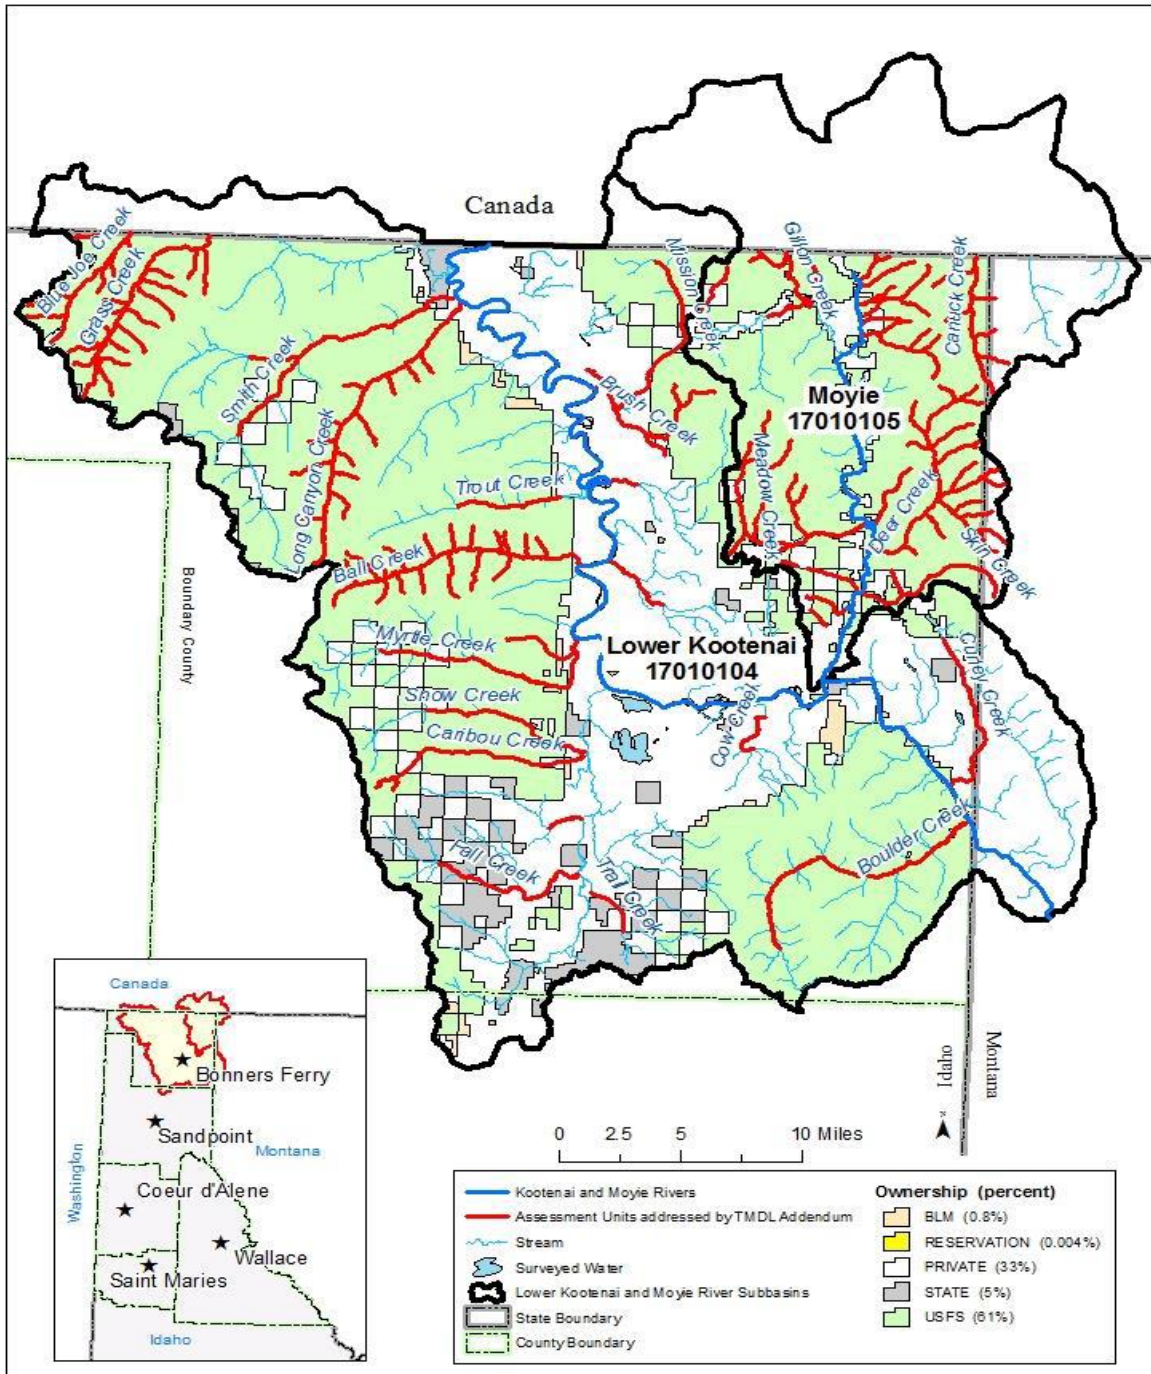 Canada
Blue Joe Creek
Grass Creek
Mission Creek
Gillon Creek
Canuck Creek
Smith Creek
Long Canyon Creek
Brush Creek
Moyie
17010105
Meadow Creek
Trout Creek
Deer Creek
Skin Creek
Ball Creek
Boundary County
Myrtle Creek
Lower Kootenai
17010104
Curley Creek
Snow Creek
Cow Creek
Caribou Creek
Boulder Creek
Fall Creek
Trail Creek
Idaho
Montana
N
Canada
Bonners Ferry
Sandpoint
Montana
Washington
Coeur d'Alene
Wallace
Saint Maries
Idaho
0 2.5 5 10 Miles
Kootenai and Moyie Rivers
Assessment Units addressed by TMDL Addendum
Stream
Surveyed Water
Lower Kootenai and Moyie River Subbasins
State Boundary
County Boundary
Ownership (percent)
BLM (0.8%)
RESERVATION (0.004%)
PRIVATE (33%)
STATE (5%)
USFS (61%)